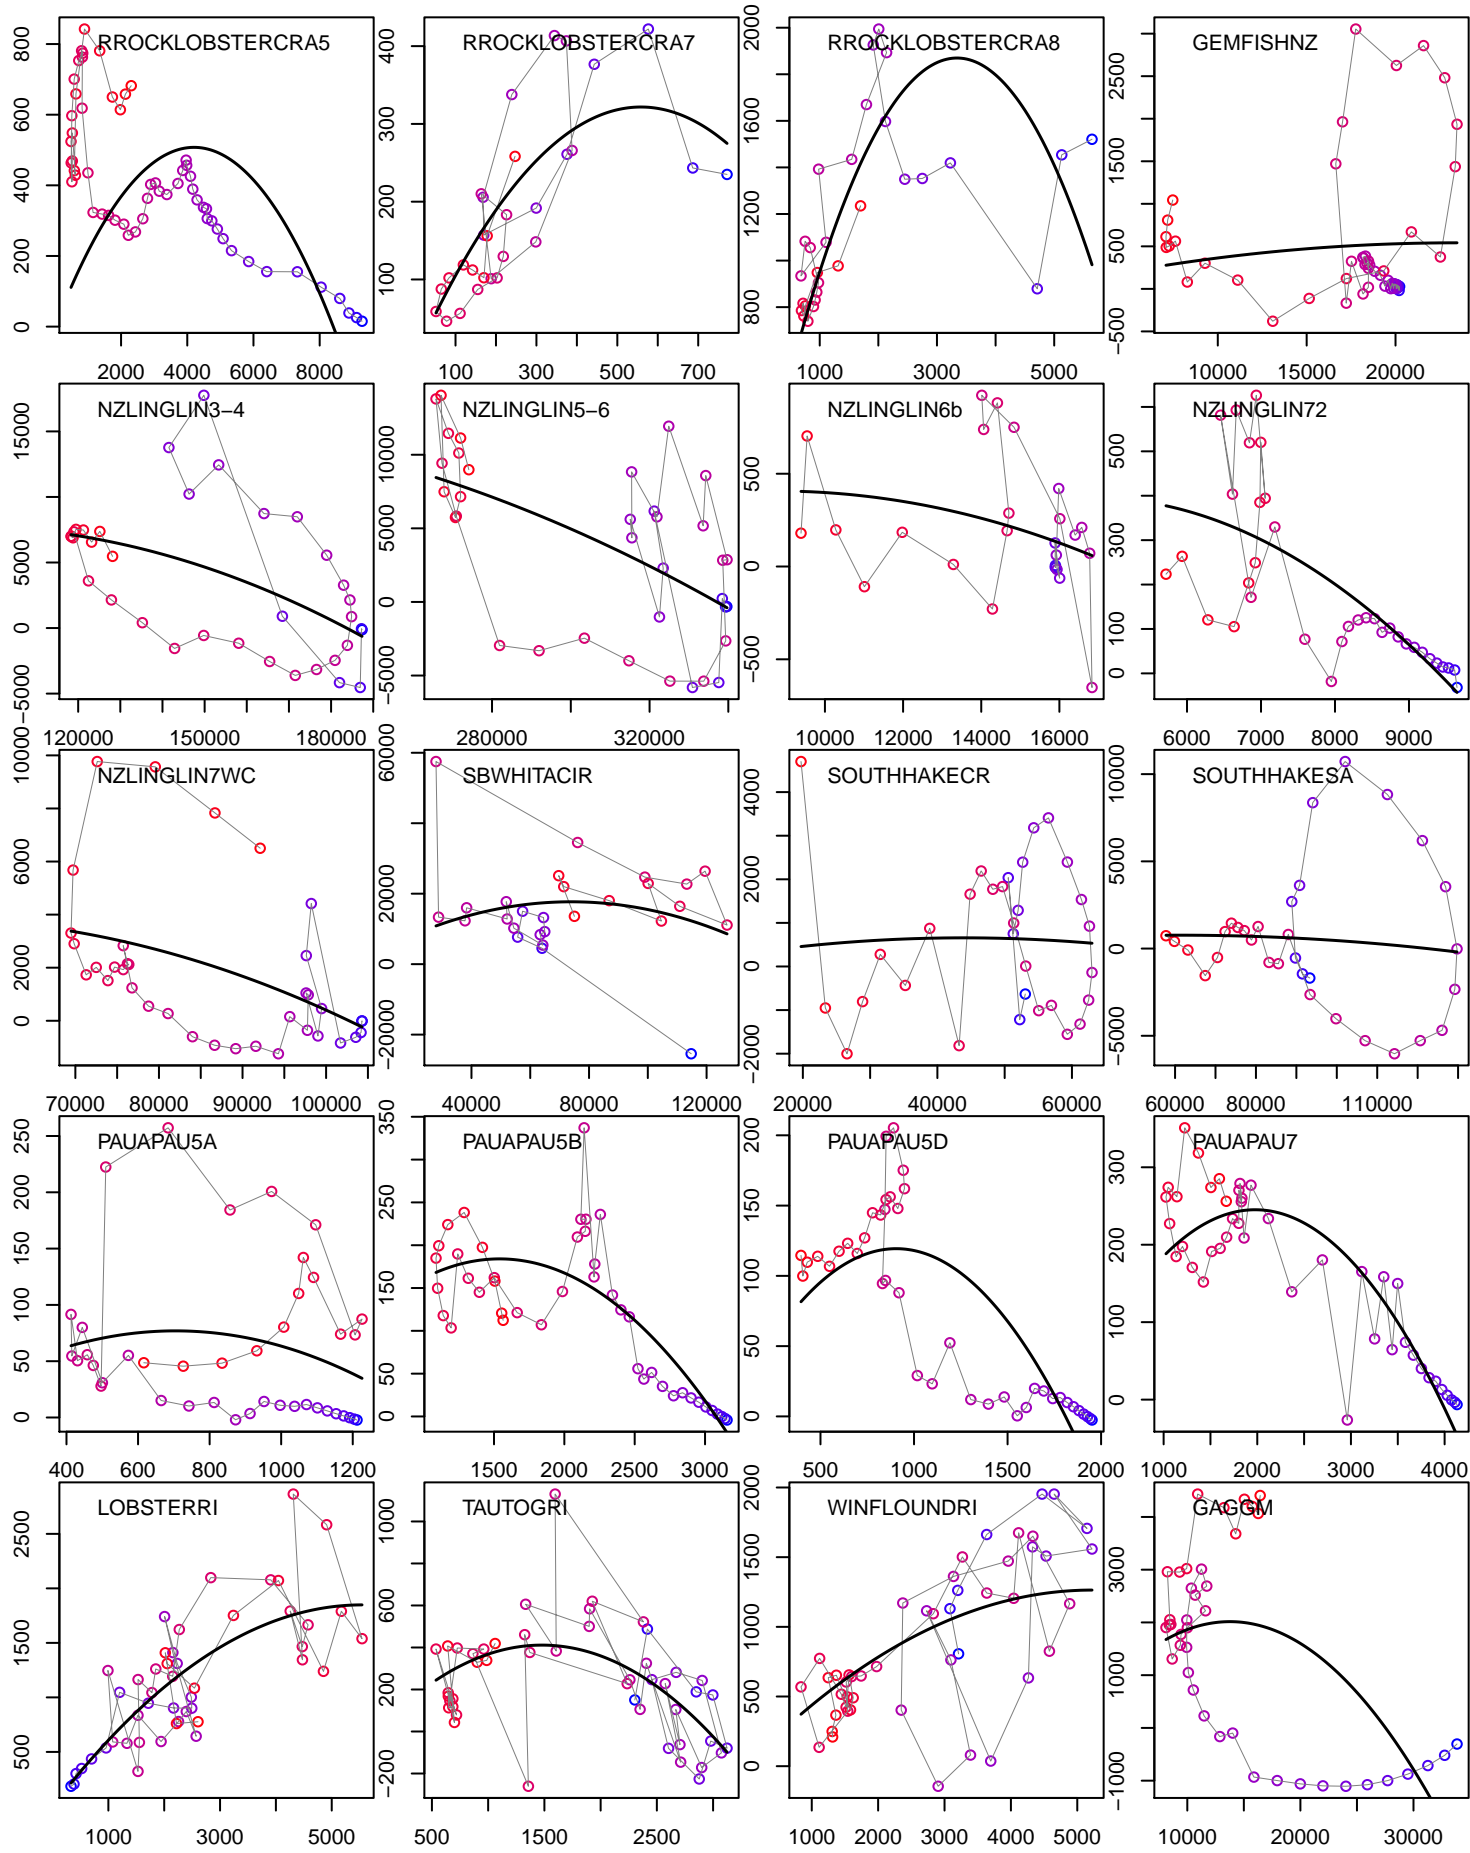 RROCKLOBSTERCRA5 RROCKLOBSTERCRA7 RROCKLOBSTERCRA8 GEMFISHNZ
0 200 400 600 800
100 200 300 400
800 1200 1600 2000
−500 500 1500 2500
2000 4000 6000 8000
100 300 500 700
1000 3000 5000
10000 15000 20000
NZLINGLIN3−4 NZLINGLIN5−6 NZLINGLIN6b NZLINGLIN72
−5000 0 5000 15000
−5000 0 5000 10000
−500 0 500
0 100 300 500
120000 150000 180000
280000 320000
10000 12000 14000 16000
6000 7000 8000 9000
NZLINGLIN7WC SBWHITACIR SOUTHHAKECR SOUTHHAKESA
0 2000 6000 10000
−20000 0 20000 60000
−2000 0 2000 4000
−5000 0 5000 10000
70000 80000 90000 100000
40000 80000 120000
20000 40000 60000
60000 80000 110000
PAUAPAU5A PAUAPAU5B PAUAPAU5D PAUAPAU7
0 50 100 150 200 250
0 50 150 250 350
0 50 100 150 200
0 100 200 300
400 600 800 1000 1200
1500 2000 2500 3000
500 1000 1500 2000
1000 2000 3000 4000
LOBSTERRI TAUTOGRI WINFLOUNDRI GAGGM
500 1500 2500
−200 200 600 1000
0 500 1000 1500 2000
−1000 1000 3000
1000 3000 5000
500 1500 2500
1000 2000 3000 4000 5000
10000 20000 30000